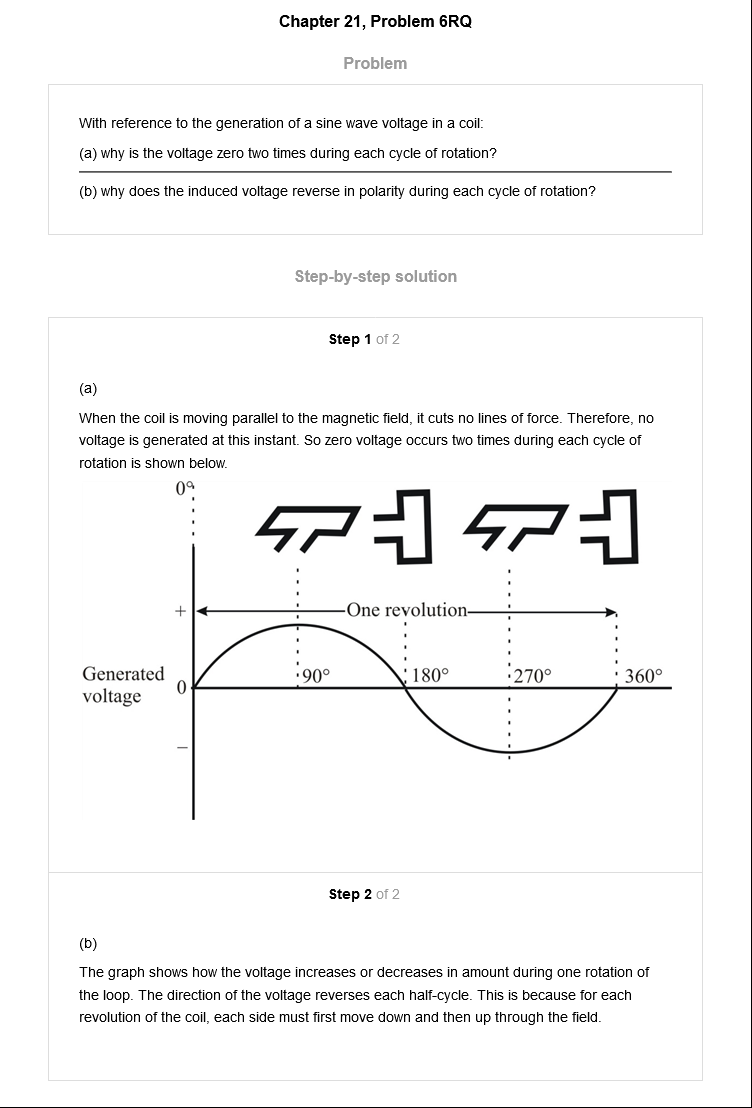 Chapter 21, Problem 6RQ
Problem
With reference to the generation of a sine wave voltage in a coil:
(a) why is the voltage zero two times during each cycle of rotation?
(b) why does the induced voltage reverse in polarity during each cycle of rotation?
Step-by-step solution
Step 1 of 2
(a)
When the coil is moving parallel to the magnetic field, it cuts no lines of force. Therefore, no
voltage is generated at this instant. So zero voltage occurs two times during each cycle of
rotation is shown below.
0°
+
One revolution
Generated
voltage
0
90°
180°
270°
360°
−
Step 2 of 2
(b)
The graph shows how the voltage increases or decreases in amount during one rotation of
the loop. The direction of the voltage reverses each half-cycle. This is because for each
revolution of the coil, each side must first move down and then up through the field.